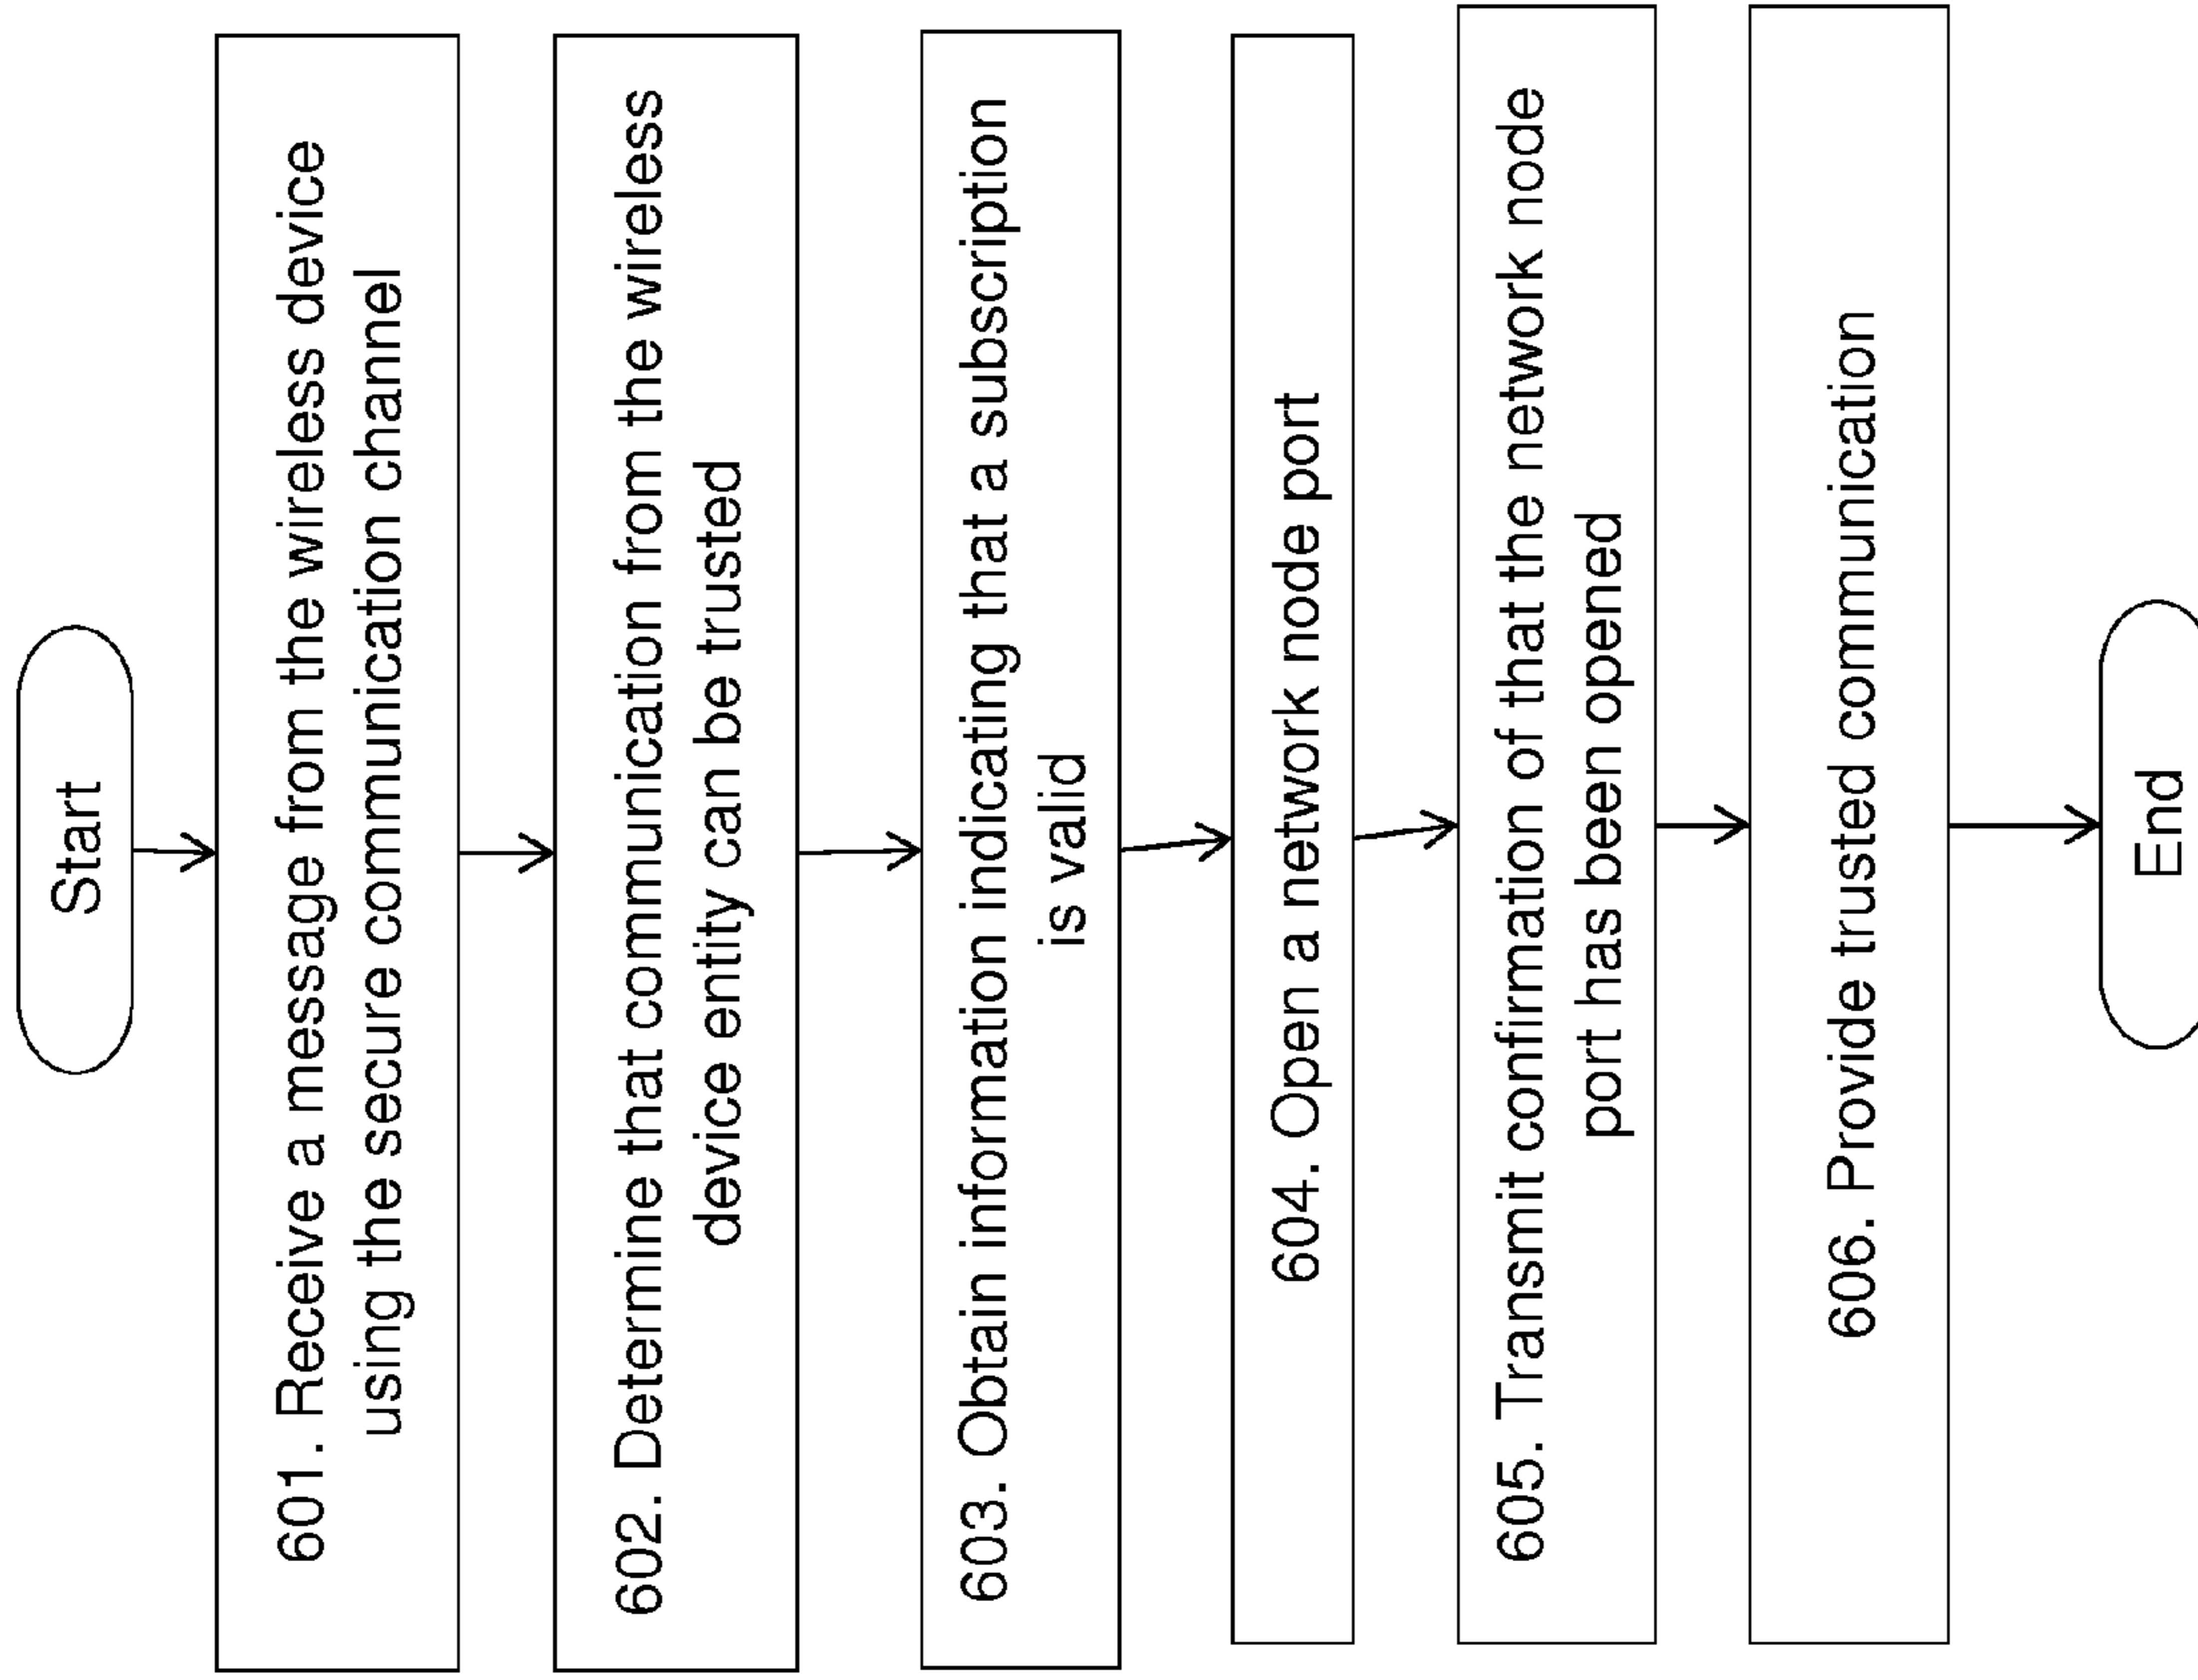 Start
601. Receive a message from the wireless device
using the secure communication channel
602. Determine that communication from the wireless
device entity can be trusted
603. Obtain information indicating that a subscription
is valid
604. Open a network node port
605. Transmit confirmation of that the network node
port has been opened
606. Provide trusted communication
End